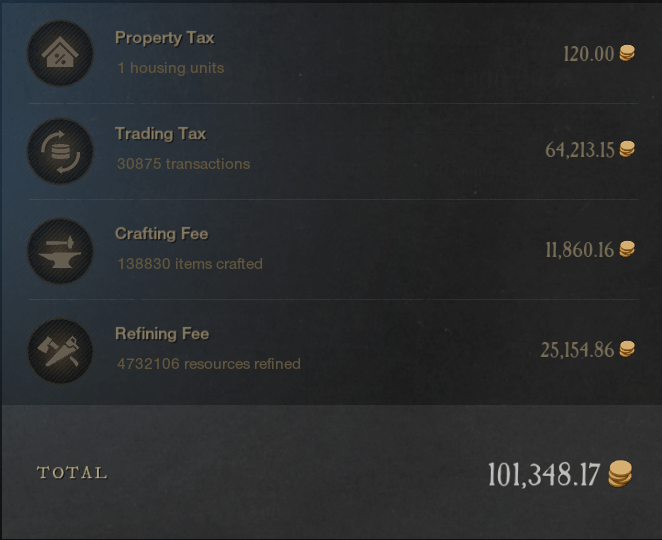 Property Tax
1 housing units
120.00
Trading Tax
30875 transactions
64,213.15
Crafting Fee
138830 items crafted
11,860.16
Refining Fee
4732106 resources refined
25,154.86
TOTAL
101,348.17